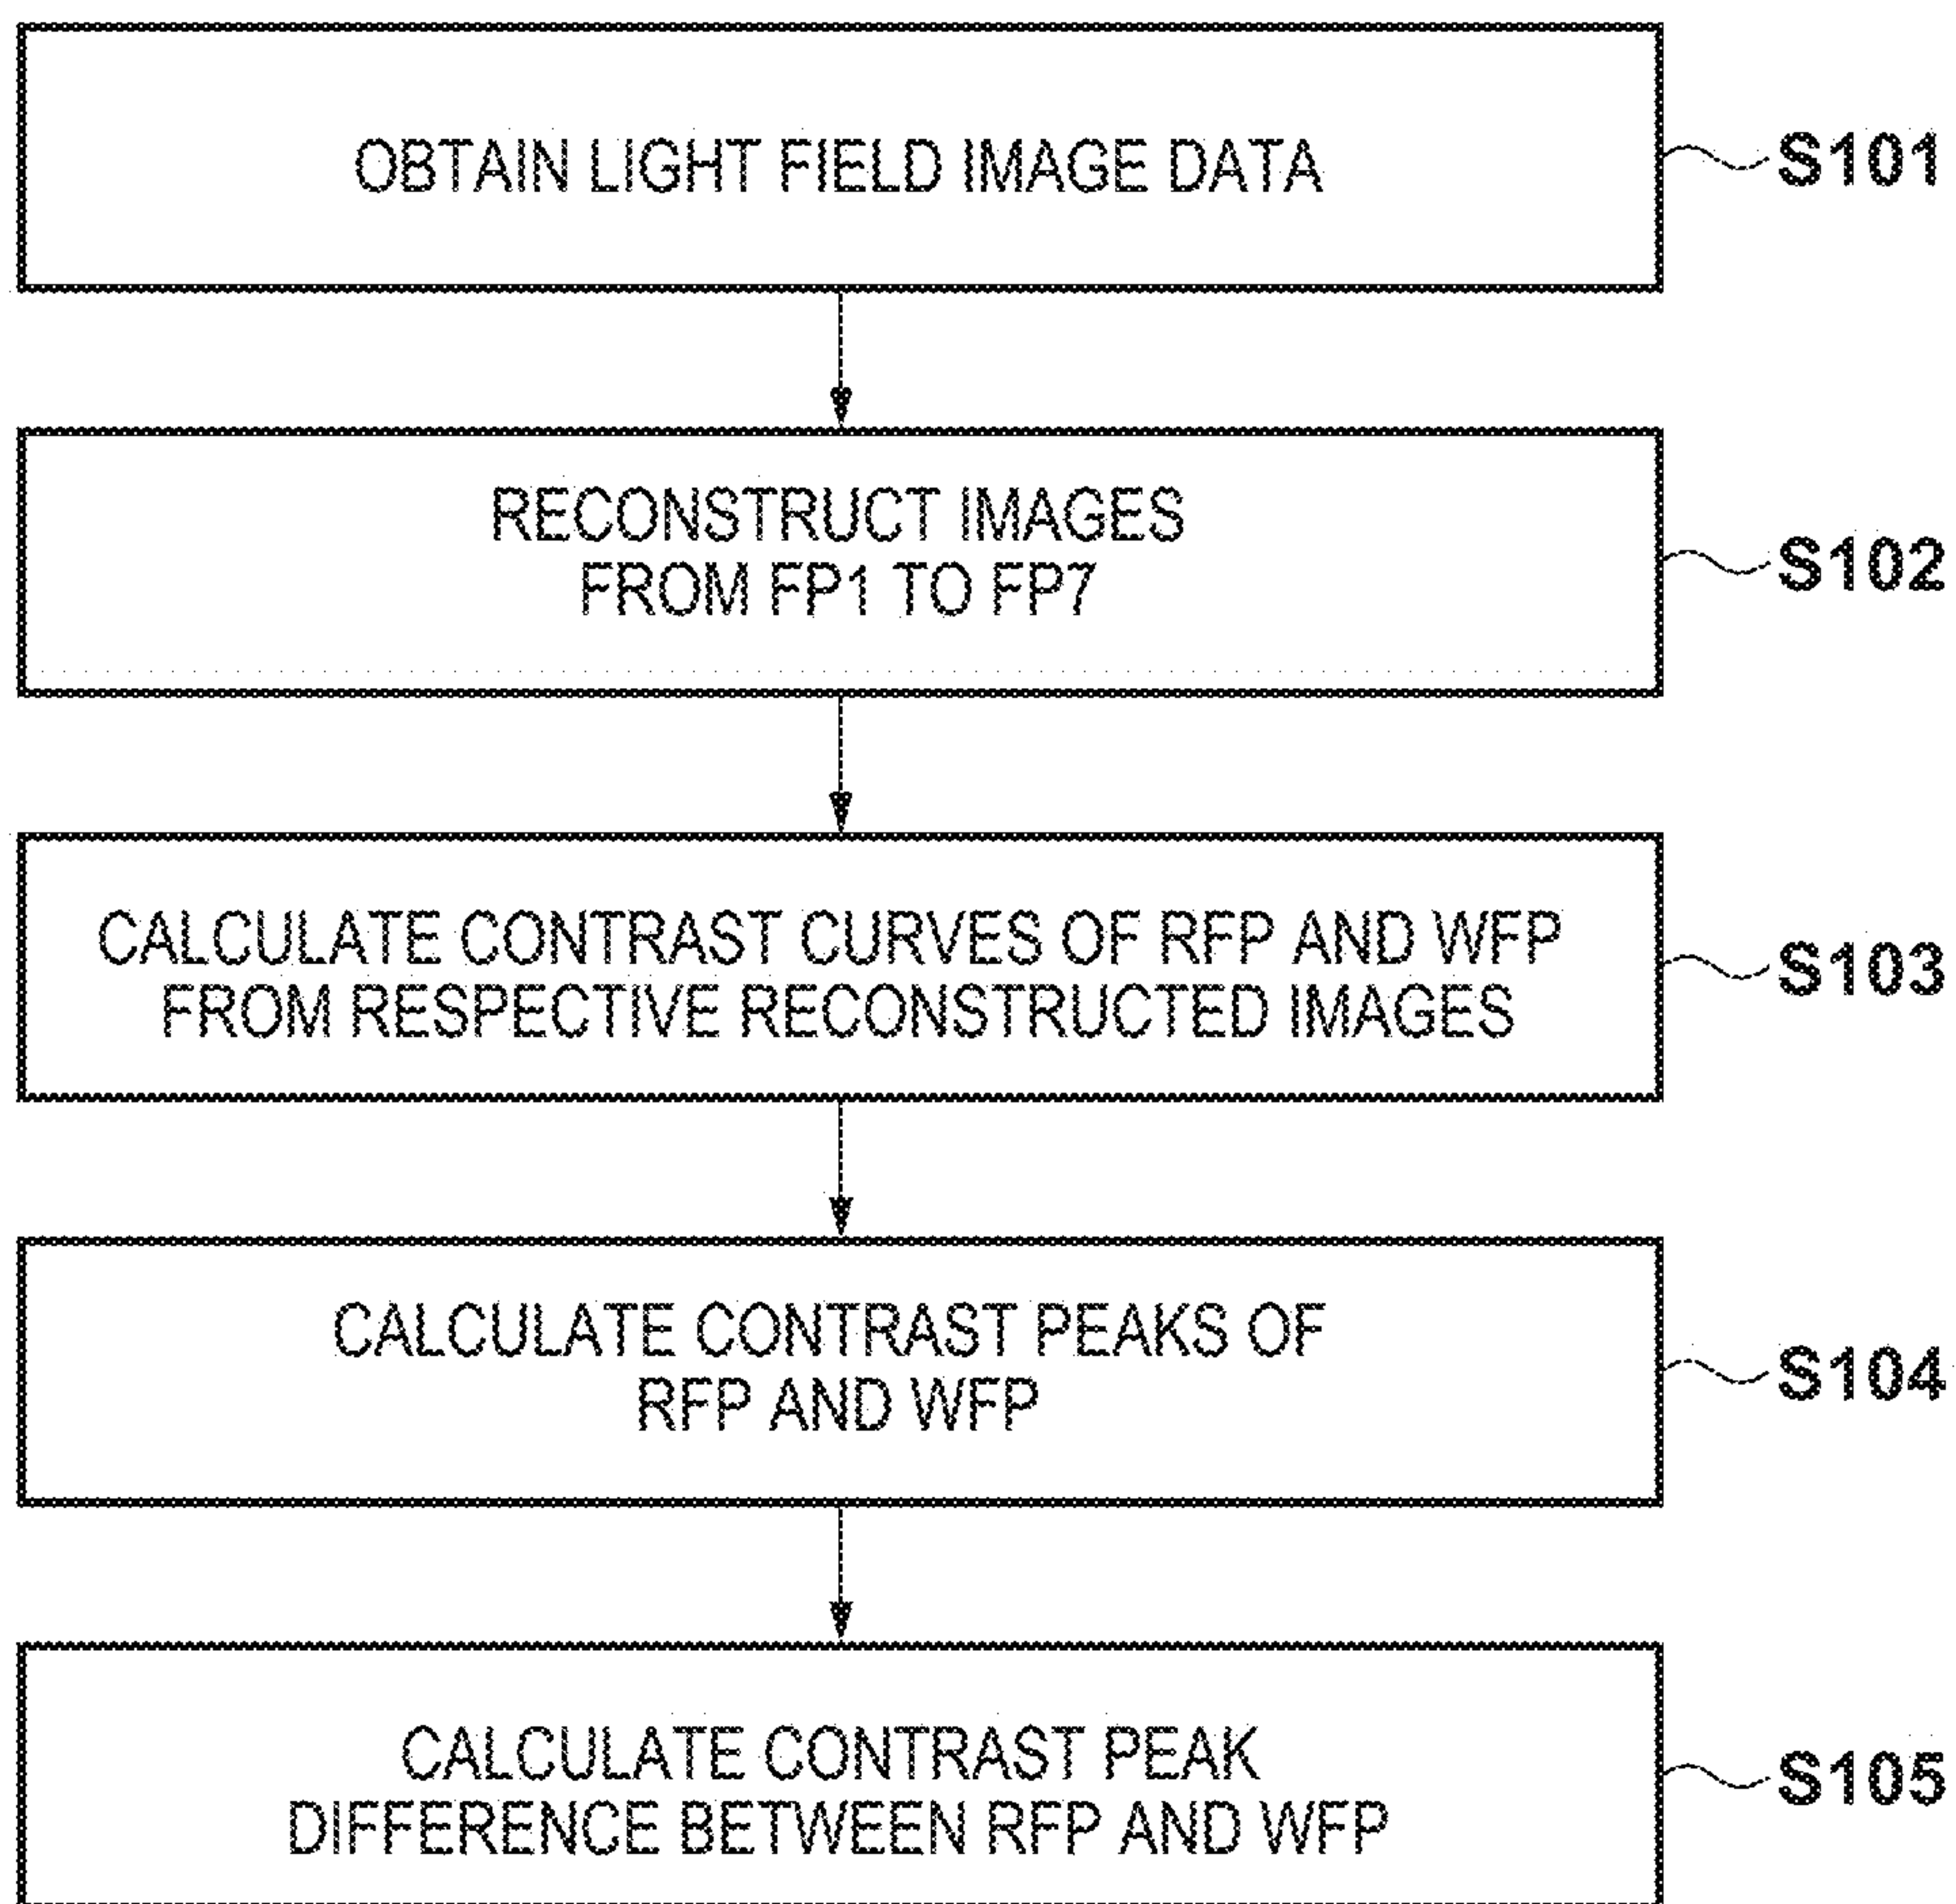 OBTAIN LIGHT FIELD IMAGE DATA
S101
RECONSTRUCT IMAGES
FROM FP1 TO FP7
S102
CALCULATE CONTRAST CURVES OF RFP AND WFP
FROM RESPECTIVE RECONSTRUCTED IMAGES
S103
CALCULATE CONTRAST PEAKS OF
RFP AND WFP
S104
CALCULATE CONTRAST PEAK
DIFFERENCE BETWEEN RFP AND WFP
S105